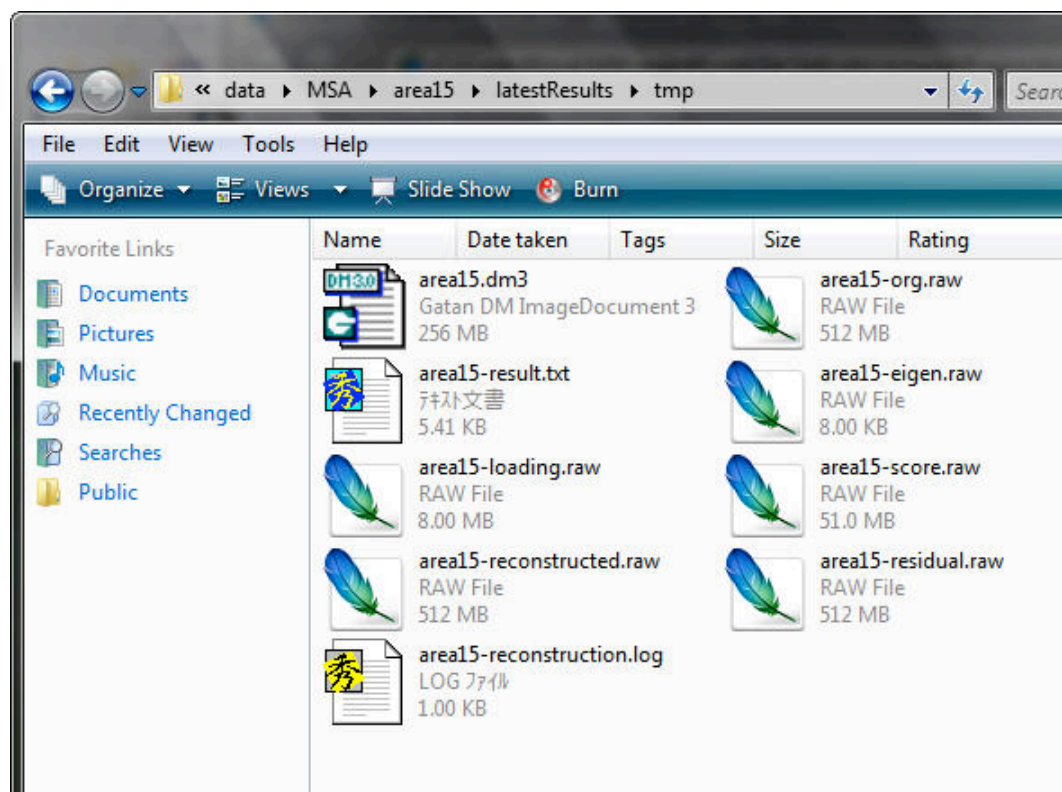 « data ▸ MSA ▸ area15 ▸ latestResults ▸ tmp
Sear
File Edit View Tools Help
Organize Views Slide Show Burn
Favorite Links
Documents
Pictures
Music
Recently Changed
Searches
Public
Name Date taken Tags Size Rating
DM3.0
G
area15.dm3
Gatan DM ImageDocument 3
256 MB
area15-org.raw
RAW File
512 MB
秀
area15-result.txt
ﾃｷｽﾄ文書
5.41 KB
area15-eigen.raw
RAW File
8.00 KB
area15-loading.raw
RAW File
8.00 MB
area15-score.raw
RAW File
51.0 MB
area15-reconstructed.raw
RAW File
512 MB
area15-residual.raw
RAW File
512 MB
秀
area15-reconstruction.log
LOG ﾌｧｲﾙ
1.00 KB